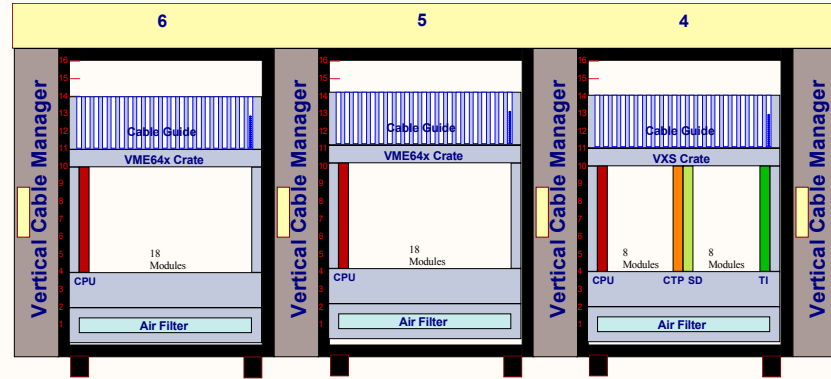 6
5
4
Vertical Cable Manager
16
15
14
13
12
11
10
9
8
7
6
5
4
3
2
1
Cable Guide
VME64x Crate
18
Modules
CPU
Air Filter
Vertical Cable Manager
16
15
14
13
12
11
10
9
8
7
6
5
4
3
2
1
Cable Guide
VME64x Crate
18
Modules
CPU
Air Filter
Vertical Cable Manager
16
15
14
13
12
11
10
9
8
7
6
5
4
3
2
1
Cable Guide
VXS Crate
8
Modules
8
Modules
CPU
CTP SD
TI
Air Filter
Vertical Cable Manager